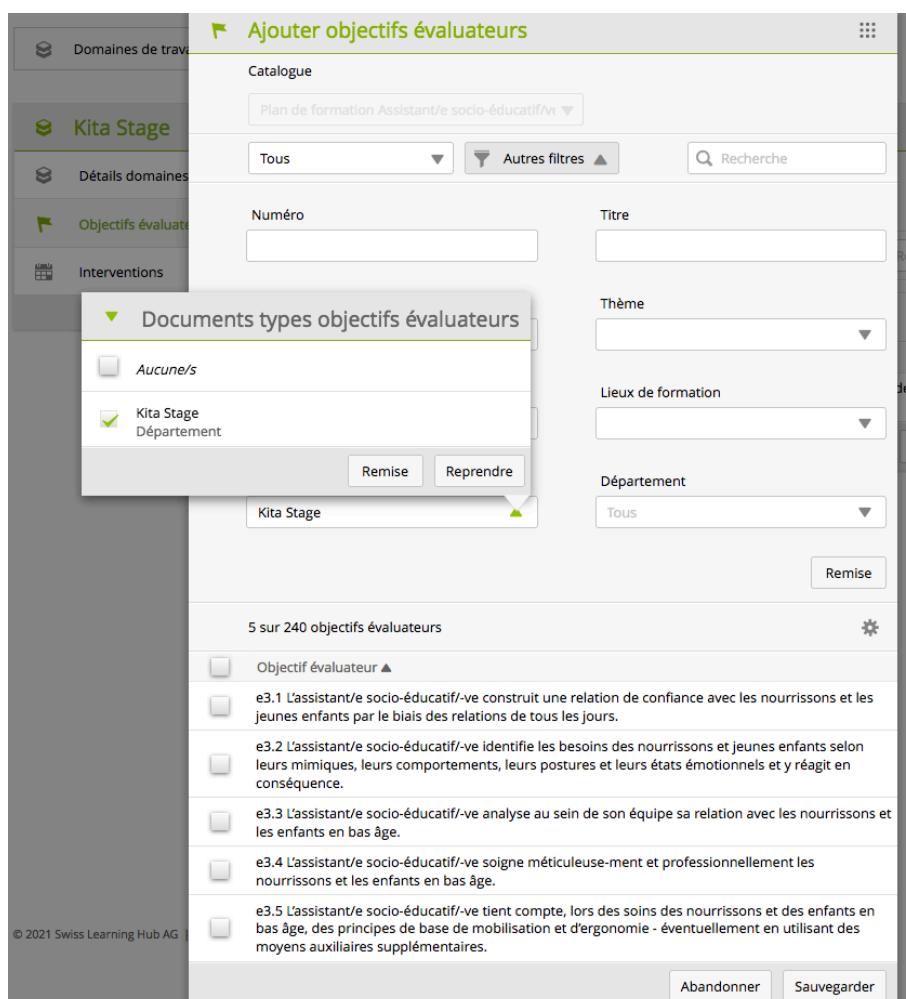 Ajouter objectifs évaluateurs
Domaines de trava
Catalogue
Plan de formation Assistant/e socio-éducatif/ve
Kita Stage
Tous
Autres filtres
Recherche
Détails domaines
Numéro
Titre
Objectifs évaluate
Interventions
Documents types objectifs évaluateurs
Thème
Aucune/s
Lieux de formation
Kita Stage
Département
Remise
Reprendre
Département
Kita Stage
Tous
Remise
5 sur 240 objectifs évaluateurs
Objectif évaluateur
e3.1 L'assistant/e socio-éducatif/-ve construit une relation de confiance avec les nourrissons et les
jeunes enfants par le biais des relations de tous les jours.
e3.2 L'assistant/e socio-éducatif/-ve identifie les besoins des nourrissons et jeunes enfants selon
leurs mimiques, leurs comportements, leurs postures et leurs états émotionnels et y réagit en
conséquence.
e3.3 L'assistant/e socio-éducatif/-ve analyse au sein de son équipe sa relation avec les nourrissons et
les enfants en bas âge.
e3.4 L'assistant/e socio-éducatif/-ve soigne méticuleuse-ment et professionnellement les
nourrissons et les enfants en bas âge.
e3.5 L'assistant/e socio-éducatif/-ve tient compte, lors des soins des nourrissons et des enfants en
bas âge, des principes de base de mobilisation et d'ergonomie - éventuellement en utilisant des
moyens auxiliaires supplémentaires.
© 2021 Swiss Learning Hub AG |
Abandonner
Sauvegarder